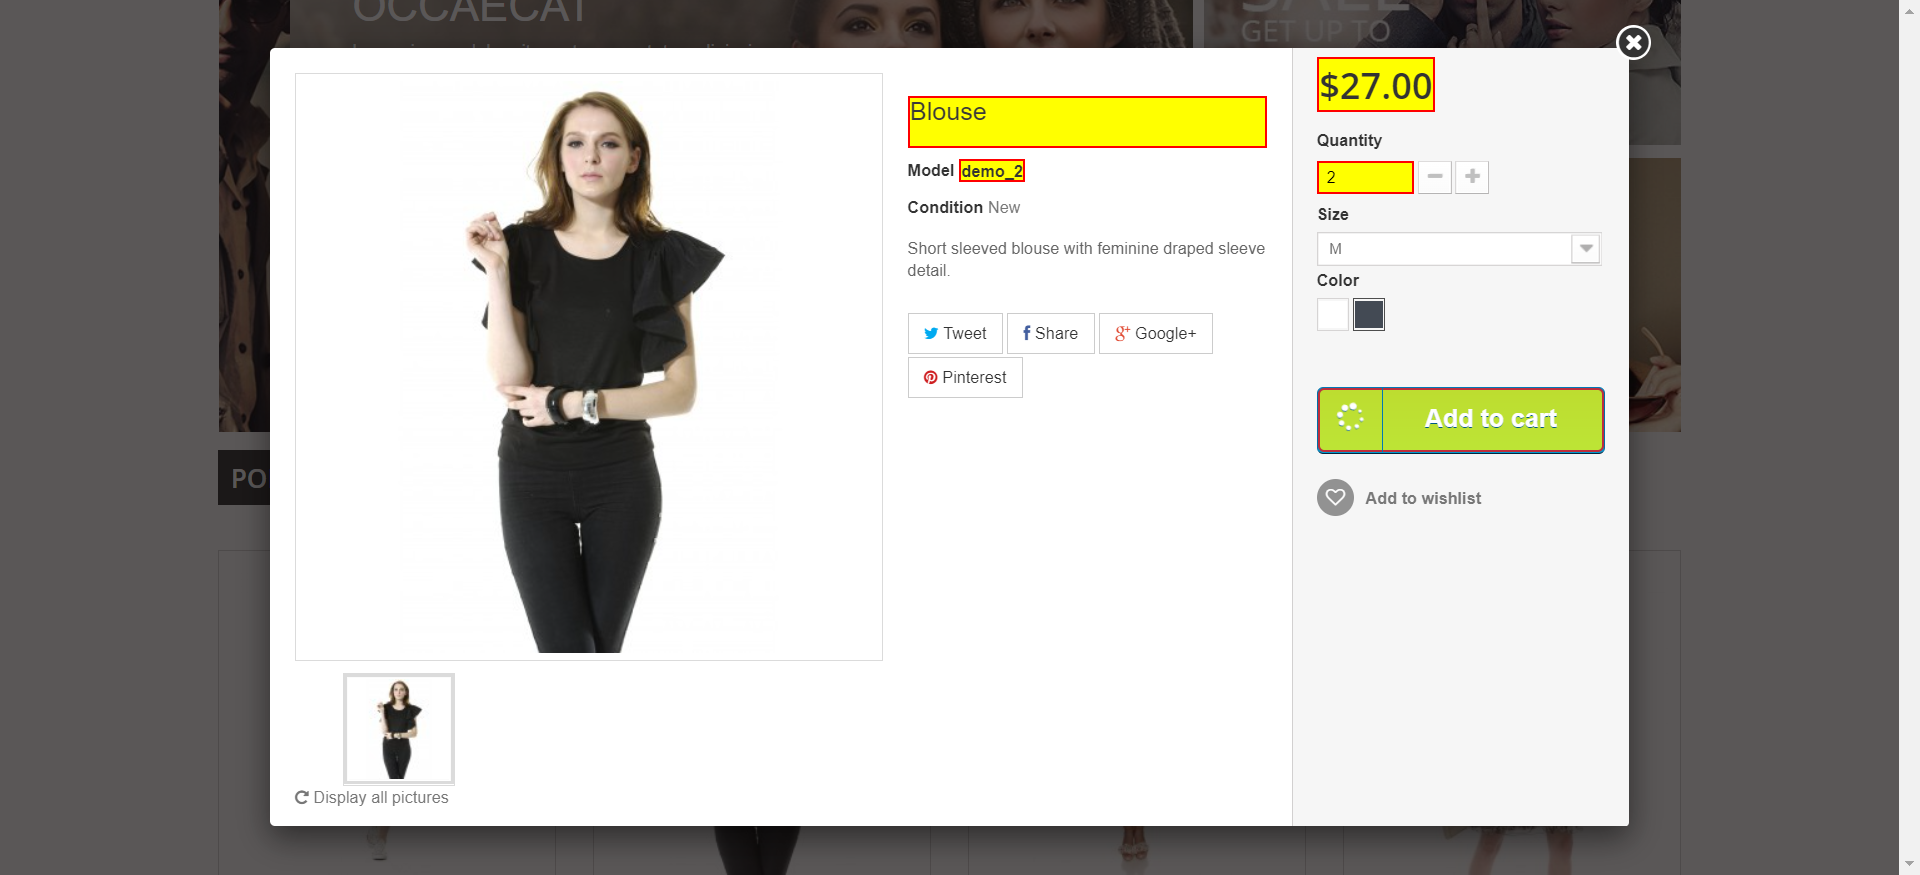 OCCAECAT
GET UP TO
$27.00
Blouse
Quantity
Model demo_2
2
Condition New
Size
Short sleeved blouse with feminine draped sleeve
detail.
M
Color
Tweet
Share
Google+
Pinterest
Add to cart
Add to wishlist
PO
Display all pictures